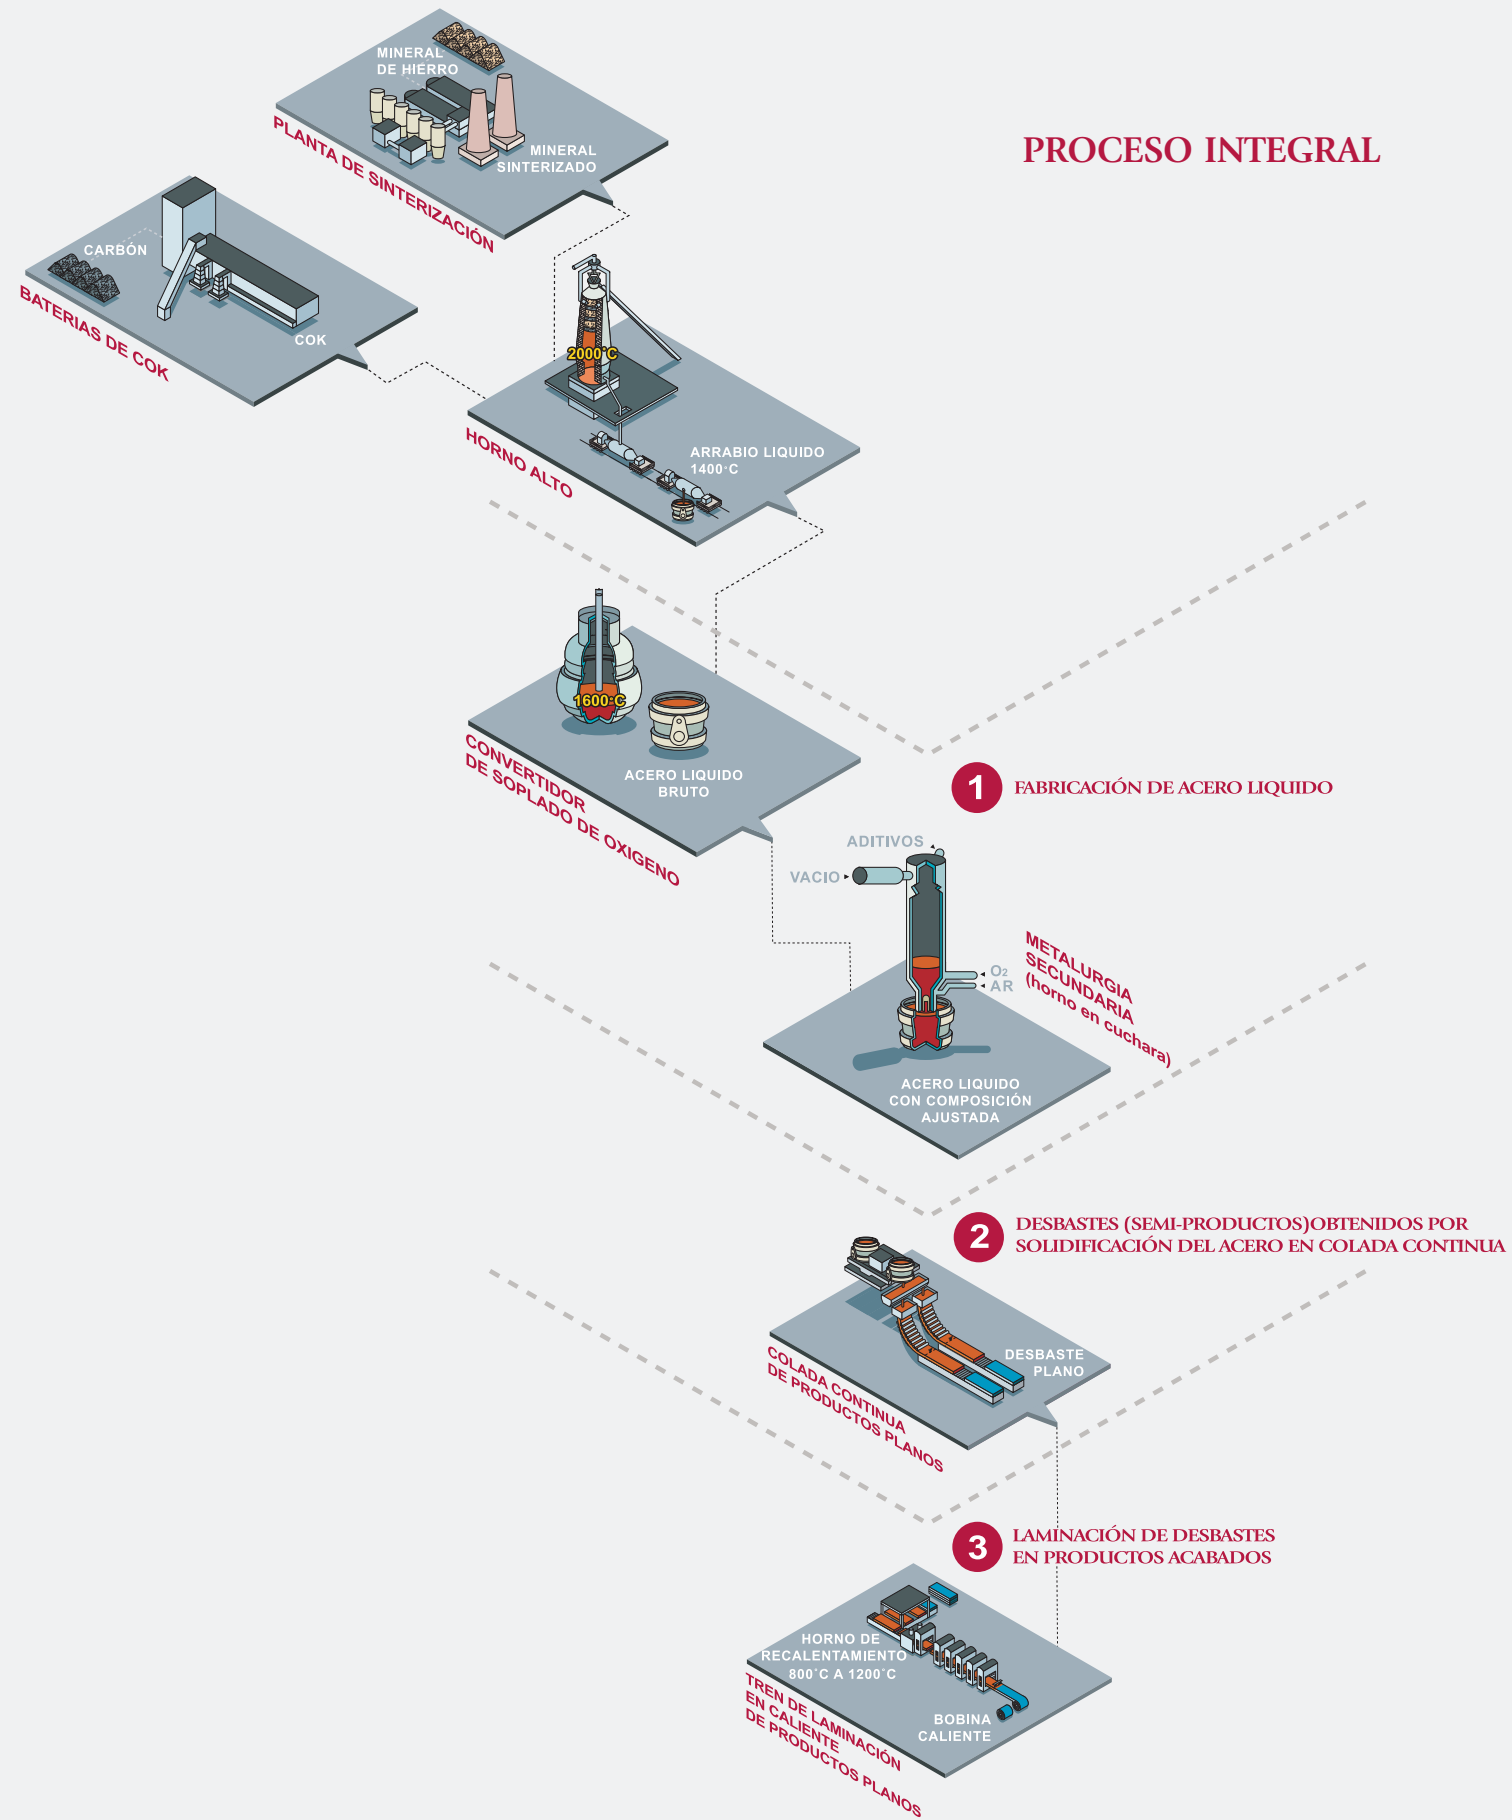 PROCESO INTEGRAL
MINERAL
DE HIERRO
MINERAL
SINTERIZADO
PLANTA DE SINTERIZACIÓN
CARBÓN
COK
BATERIAS DE COK
2000°C
ARRABIO LIQUIDO
1400°C
HORNO ALTO
1600°C
ACERO LIQUIDO
BRUTO
CONVERTIDOR
DE SOPLADO DE OXIGENO
1 FABRICACIÓN DE ACERO LIQUIDO
ADITIVOS
VACIO
O2
AR
METALURGIA
SECUNDARIA
(horno en cuchara)
ACERO LIQUIDO
CON COMPOSICIÓN
AJUSTADA
2 DESBASTES (SEMI-PRODUCTOS)OBTENIDOS POR
SOLIDIFICACIÓN DEL ACERO EN COLADA CONTINUA
DESBASTE
PLANO
COLADA CONTINUA
DE PRODUCTOS PLANOS
3 LAMINACIÓN DE DESBASTES
EN PRODUCTOS ACABADOS
HORNO DE
RECALENTAMIENTO
800°C A 1200°C
BOBINA
CALIENTE
TREN DE LAMINACIÓN
EN CALIENTE
DE PRODUCTOS PLANOS